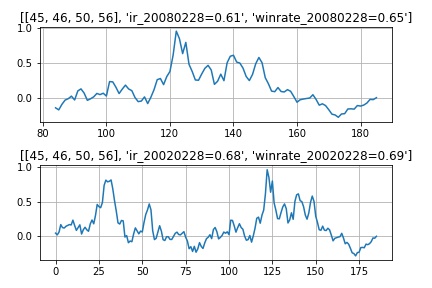 [[45, 46, 50, 56], 'ir_20080228=0.61', 'winrate_20080228=0.65']
1.0
0.5
0.0
80 100 120 140 160 180
[[45, 46, 50, 56], 'ir_20020228=0.68', 'winrate_20020228=0.69']
1.0
0.5
0.0
0 25 50 75 100 125 150 175